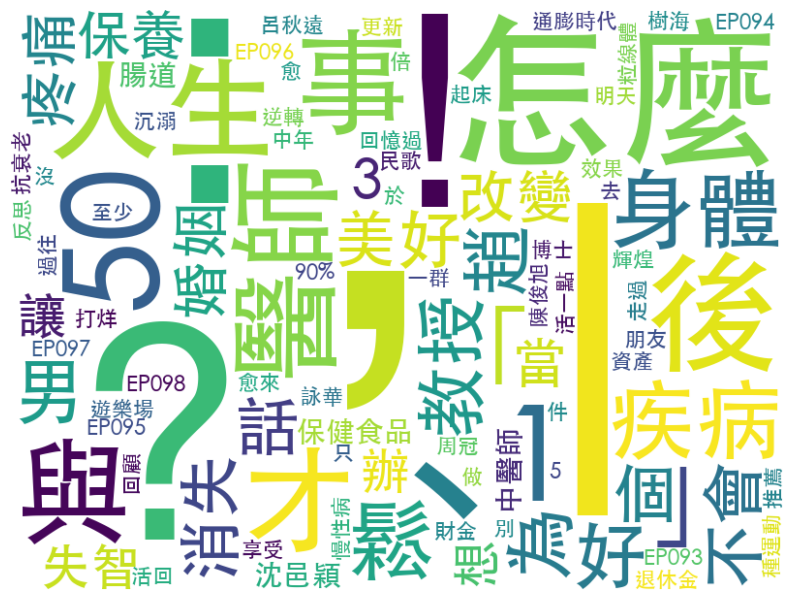 疼痛
保養
EP096
呂秋遠
更新
通膨時代
樹海
EP094
腸道
愈
倍
!
怎麼
粒線體
人生
事
沉溺
逆轉
起床
明天
:
中年
回憶過
抗衰老
反思
沒
至少
50
師
3
民歌
於
改變
效果
去
身體
過往
婚姻
美好
趙
陳俊旭
博士
活一點
輝煌
醫
90%
一群
|
走過
後
讓
打烊
,
教授
「
當
朋友
資產
EP097
?
EP098
男
愈來
遊樂場
詠華
EP095
話
保健食品
件
疾病
與
回顧
消失
才
辦
只
周冠
做
、
中醫師
5
」
個
不會
推薦
鬆
慢性病
財金
別
為
好
失智
活回
享受
沈邑穎
想
EP093
退休金
種運動